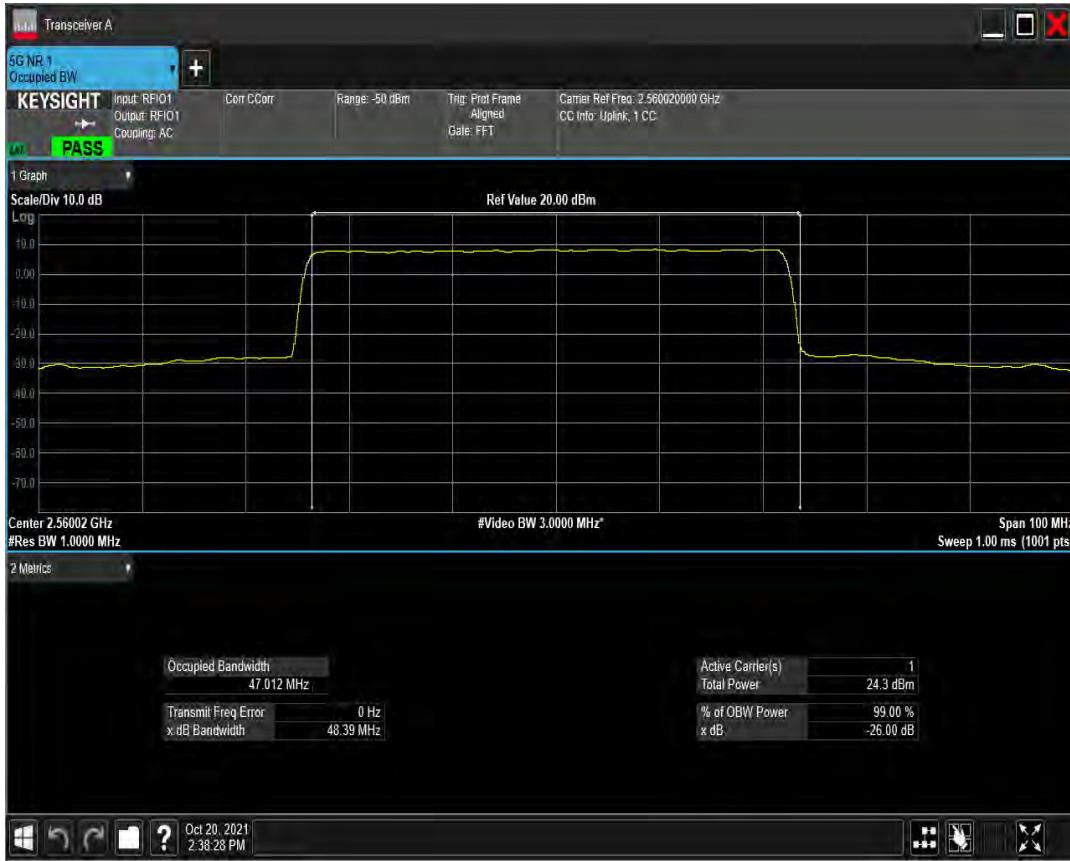 Transceiver A
5G NR 1
Occupied BW
+
KEYSIGHT
PASS
Input: RFIO1
Output: RFIO1
Coupling: AC
Corr CCorr
Range: -50 dBm
Trig: Prot Frame
Aligned
Gate: FFT
Carrier Ref Freq: 2.560020000 GHz
CC Info: Uplink, 1 CC
1 Graph
Scale/Div 10.0 dB
Ref Value 20.00 dBm
Log
10.0
0.00
-10.0
-20.0
-30.0
-40.0
-50.0
-60.0
-70.0
Center 2.56002 GHz
#Video BW 3.0000 MHz*
Span 100 MHz
#Res BW 1.0000 MHz
Sweep 1.00 ms (1001 pts
2 Metrics
Occupied Bandwidth
47.012 MHz
Transmit Freq Error 0 Hz
x dB Bandwidth 48.39 MHz
Active Carrier(s) 1
Total Power 24.3 dBm
% of OBW Power 99.00 %
x dB -26.00 dB
?
Oct 20, 2021
2:38:28 PM